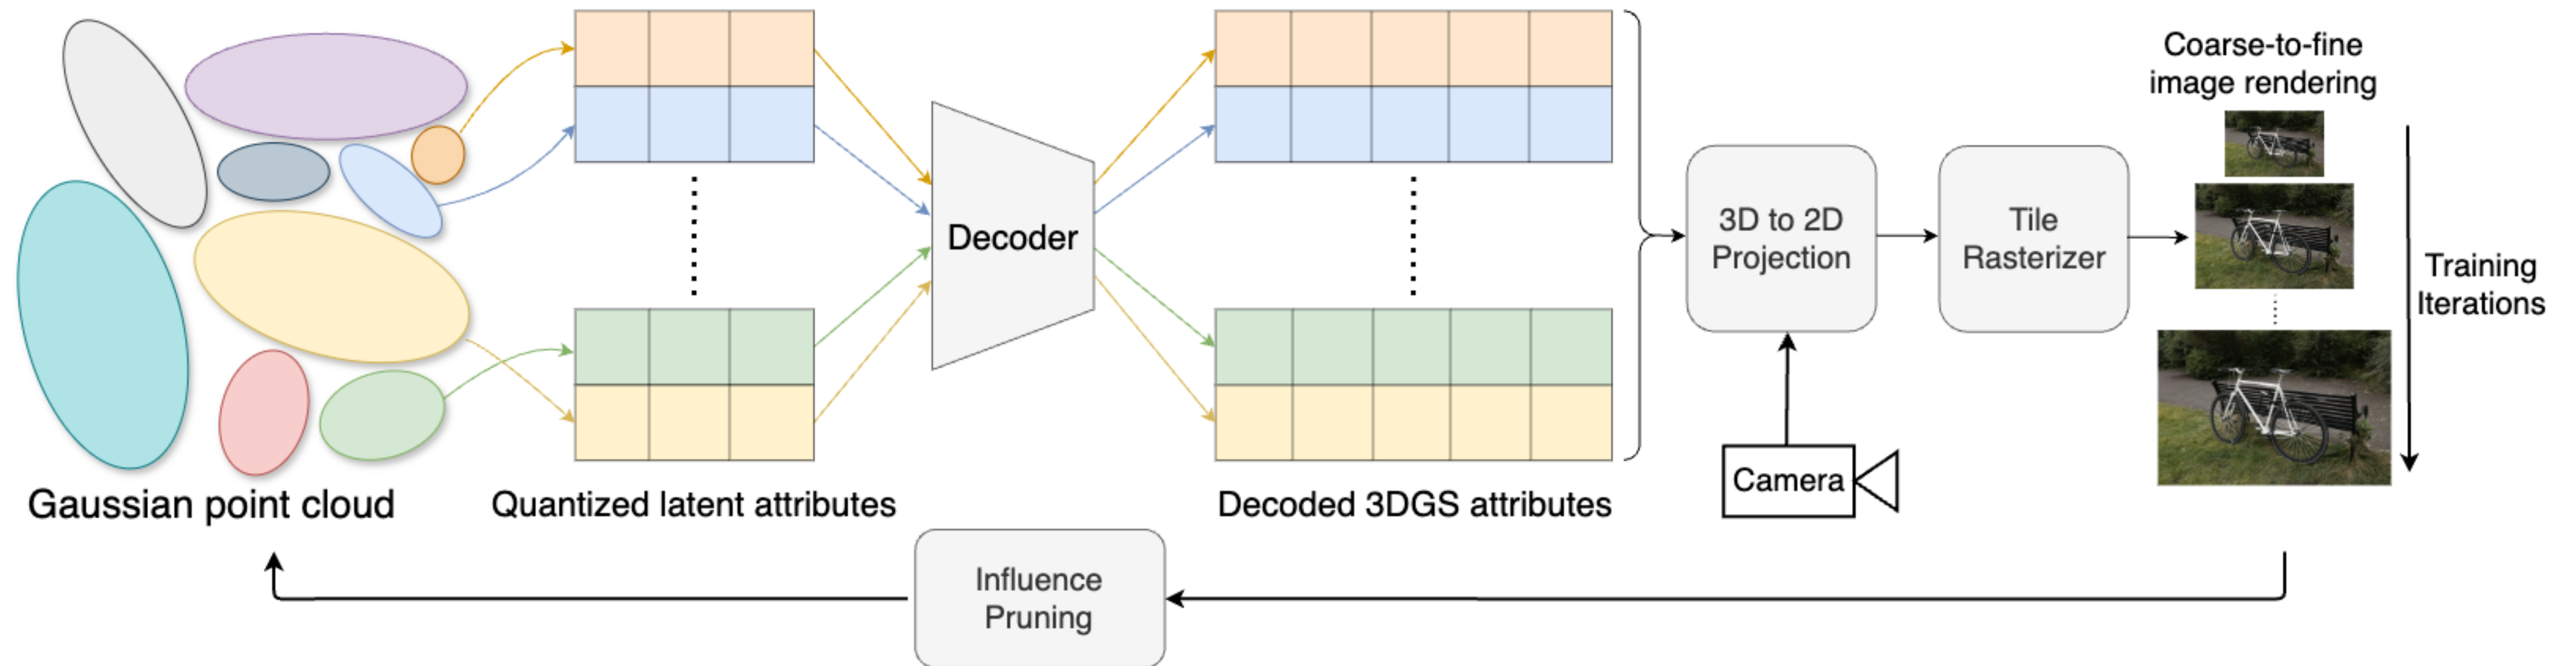 Coarse-to-fine
image rendering
Decoder
3D to 2D
Projection
Tile
Rasterizer
Training
Iterations
Camera
Gaussian point cloud
Quantized latent attributes
Decoded 3DGS attributes
Influence
Pruning